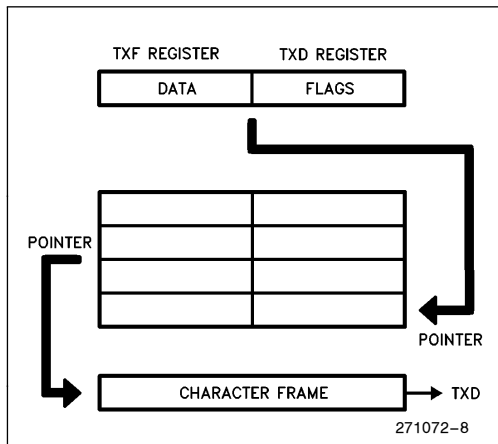 TXF REGISTER TXD REGISTER
DATA FLAGS
POINTER
POINTER
CHARACTER FRAME TXD
271072-8